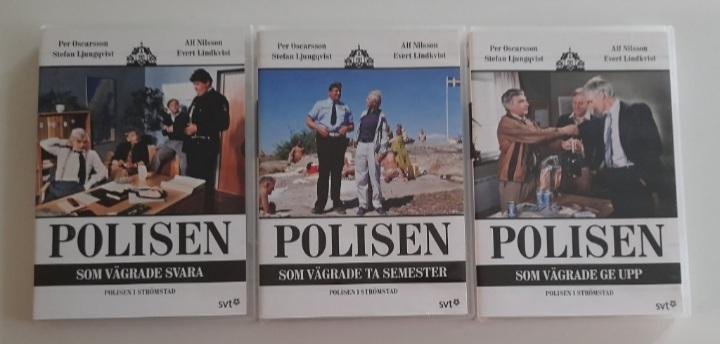 Per Oscarsson Alf Nilsson
Stefan Ljungqvist Evert Lindkvist
POLISEN
SOM VÄGRADE SVARA
POLISEN I STRÖMSTAD
svt
Per Oscarsson Alf Nilsson
Stefan Ljungqvist Evert Lindkvist
POLISEN
SOM VÄGRADE TA SEMESTER
POLISEN I STRÖMSTAD
svt
Per Oscarsson Alf Nilsson
Stefan Ljungqvist Evert Lindkvist
POLISEN
SOM VÄGRADE GE UPP
POLISEN I STRÖMSTAD
svt